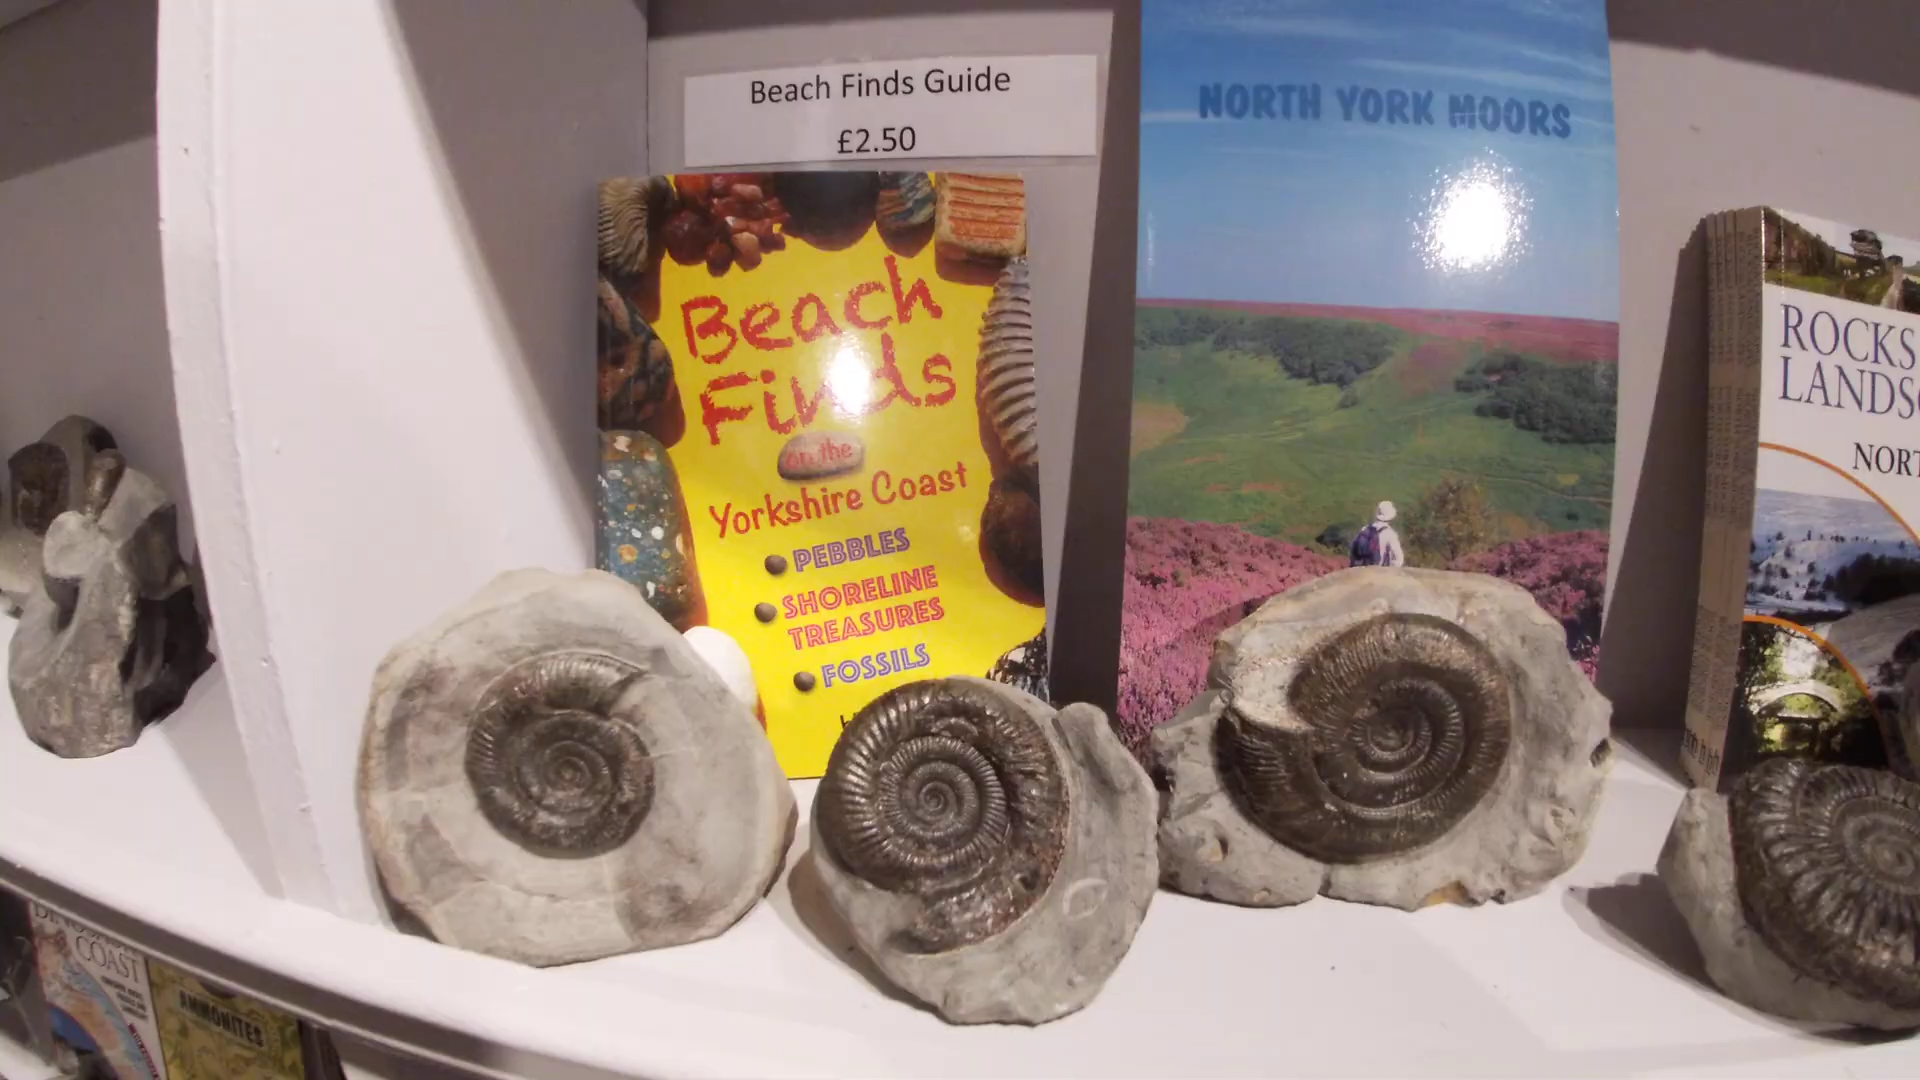 Beach Finds Guide
£2.50
Beach
Finds
on the
Yorkshire Coast
PEBBLES
SHORELINE
TREASURES
FOSSILS
NORTH YORK MOORS
ROCKS
NORT
COAST
AMMONITES